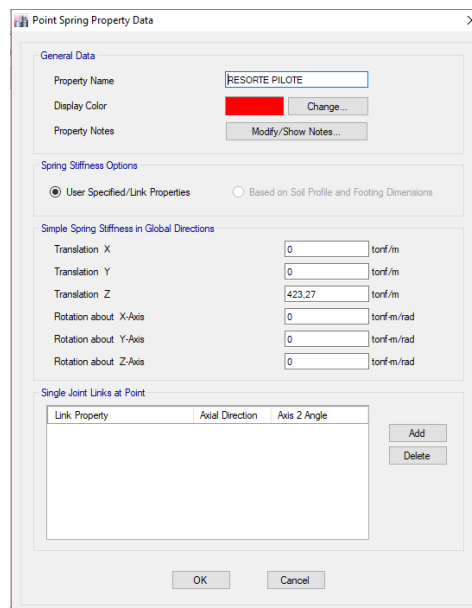 Point Spring Property Data
General Data
Property Name RESORTE PILOTE
Display Color Change...
Property Notes Modify/Show Notes...
Spring Stiffness Options
User Specified/Link Properties Based on Soil Profile and Footing Dimensions
Simple Spring Stiffness in Global Directions
Translation X 0 tonf/m
Translation Y 0 tonf/m
Translation Z 423,27 tonf/m
Rotation about X-Axis 0 tonf-m/rad
Rotation about Y-Axis 0 tonf-m/rad
Rotation about Z-Axis 0 tonf-m/rad
Single Joint Links at Point
Link Property Axial Direction Axis 2 Angle
Add
Delete
OK Cancel